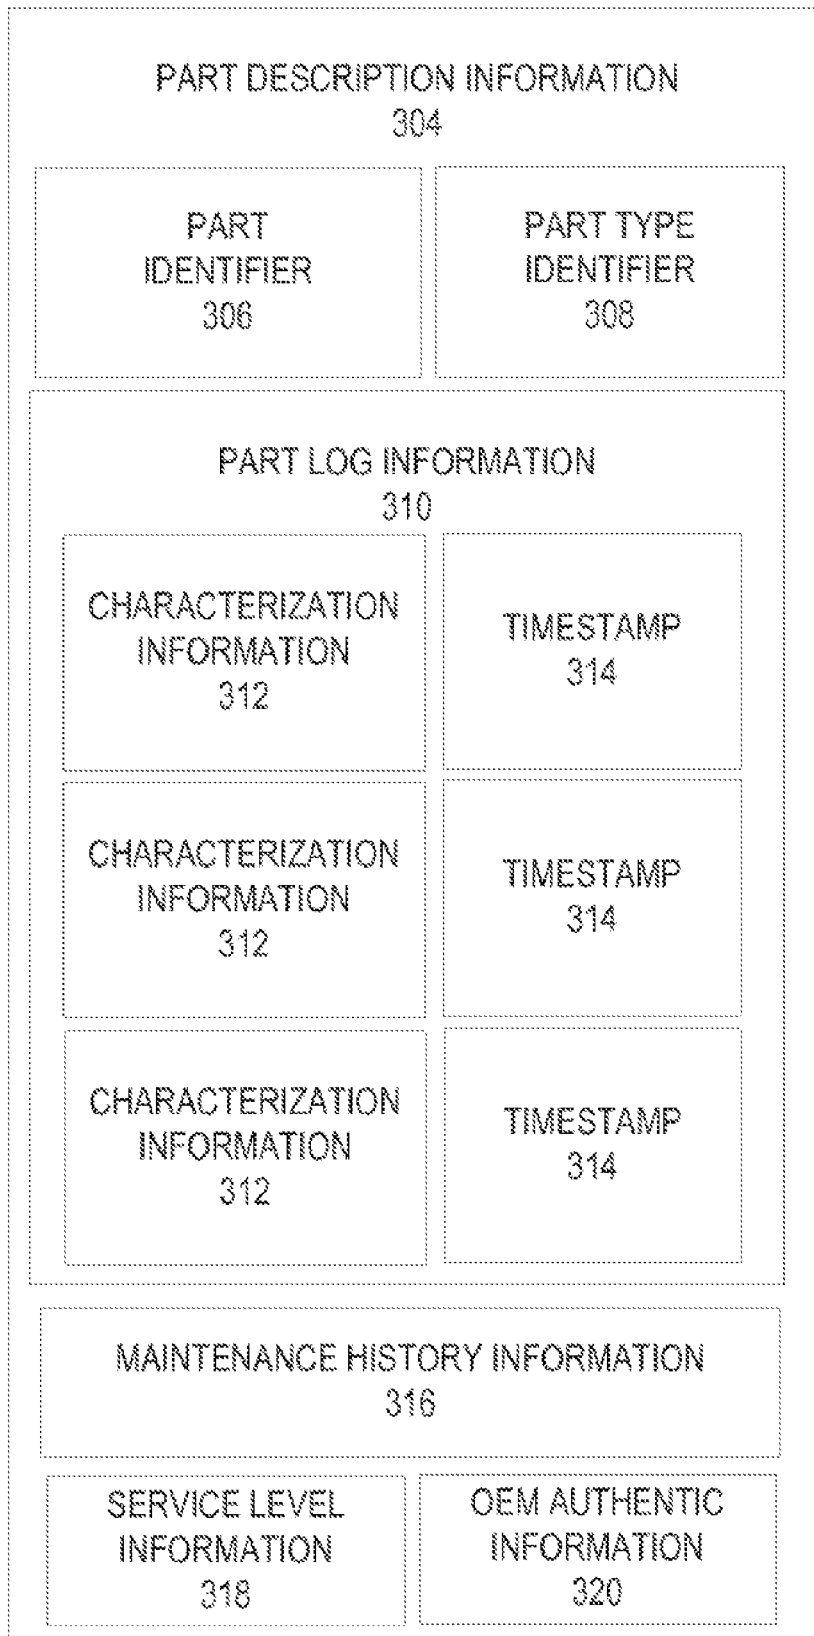 PART DESCRIPTION INFORMATION
304
PART
IDENTIFIER
306
PART TYPE
IDENTIFIER
308
PART LOG INFORMATION
310
CHARACTERIZATION
INFORMATION
312
TIMESTAMP
314
CHARACTERIZATION
INFORMATION
312
TIMESTAMP
314
CHARACTERIZATION
INFORMATION
312
TIMESTAMP
314
MAINTENANCE HISTORY INFORMATION
316
SERVICE LEVEL
INFORMATION
318
OEM AUTHENTIC
INFORMATION
320